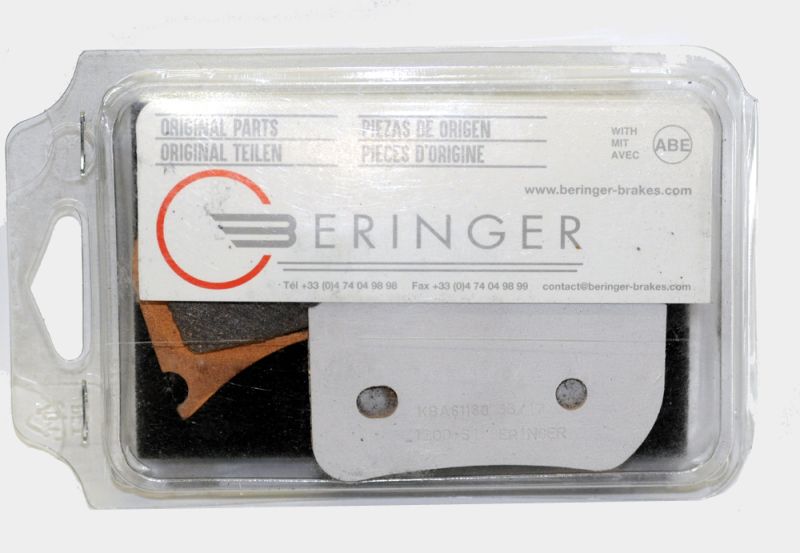 ORIGINAL PARTS
ORIGINAL TEILEN
PIEZAS DE ORIGEN
PIECES D'ORIGINE
WITH
MIT
AVEC
ABE
www.beringer-brakes.com
BERINGER
Tél +33 (0)4 74 04 98 98 Fax +33 (0)4 74 04 98 99 contact@beringer-brakes.com
KBA61180